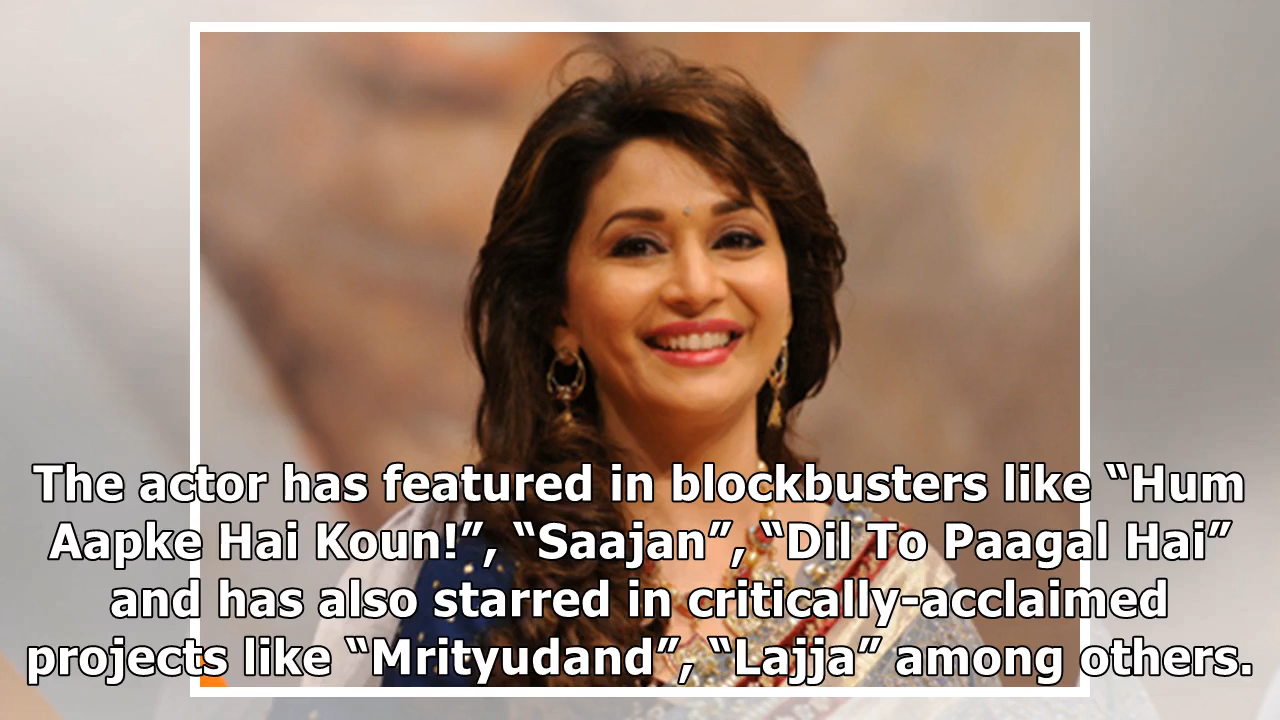 The actor has featured in blockbusters like “Hum
Aapke Hai Koun!”, “Saajan”, “Dil To Paagal Hai”
and has also starred in critically-acclaimed
projects like “Mrityudand”, “Lajja” among others.